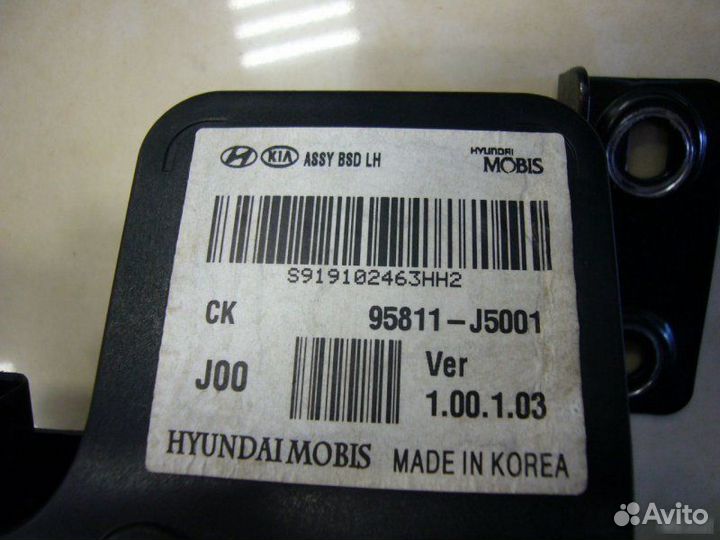 KIA ASSY BSD LH
HYUNDAI
MOBIS
S919102463HH2
CK 95811-J5001
J00 Ver
1.00.1.03
HYUNDAI MOBIS MADE IN KOREA
Avito